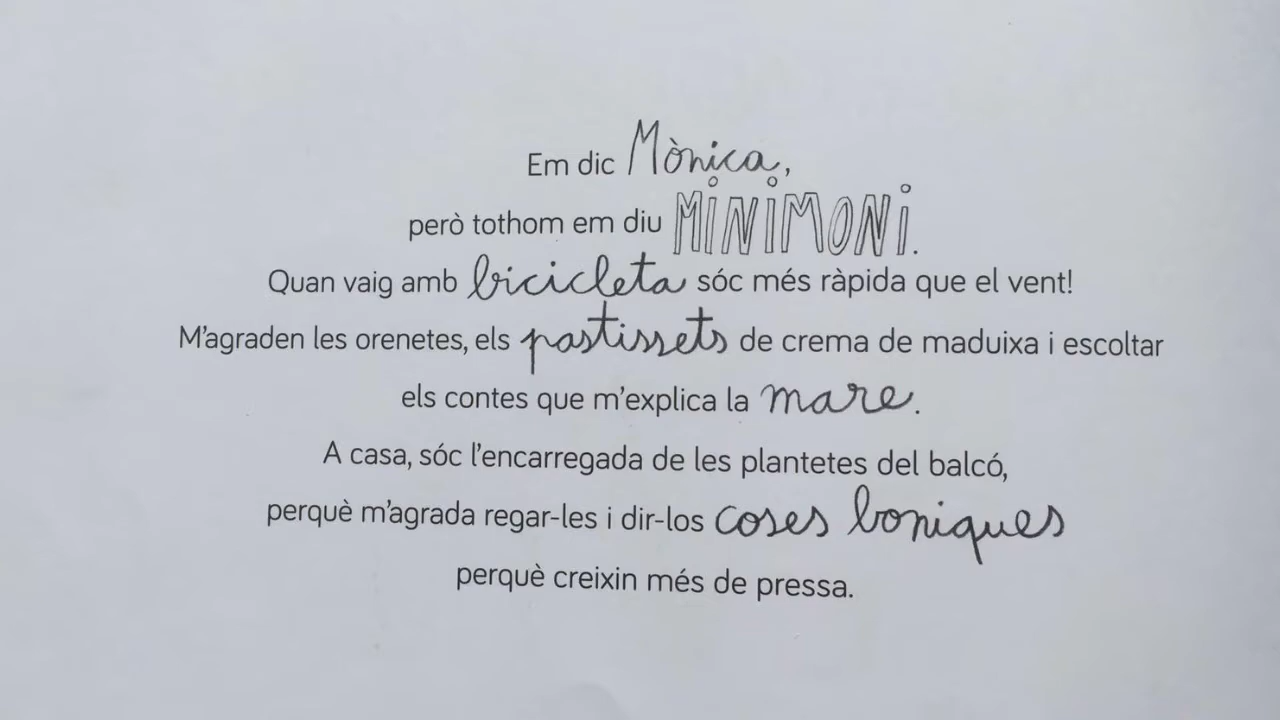 Em dic Mònica,
però tothom em diu MiNiMONi.
Quan vaig amb bicicleta sóc més ràpida que el vent!
M'agraden les orenetes, els pastissets de crema de maduixa i escoltar
els contes que m'explica la mare.
A casa, sóc l'encarregada de les plantetes del balcó,
perquè m'agrada regar-les i dir-los coses boniques
perquè creixin més de pressa.